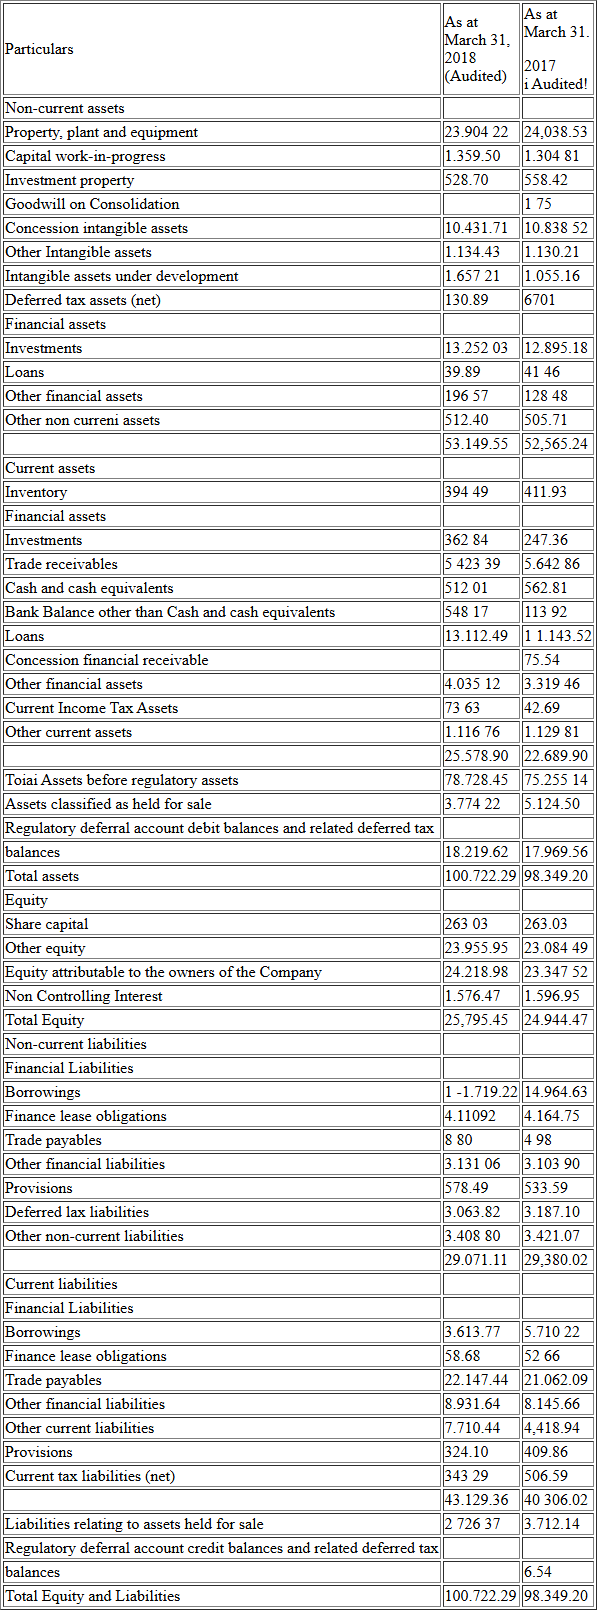 Particulars As at March 31, 2018 (Audited) As at March 31. 2017 i Audited!
Non-current assets
Property, plant and equipment 23.904 22 24,038.53
Capital work-in-progress 1.359.50 1.304 81
Investment property 528.70 558.42
Goodwill on Consolidation 1 75
Concession intangible assets 10.431.71 10.838 52
Other Intangible assets 1.134.43 1.130.21
Intangible assets under development 1.657 21 1.055.16
Deferred tax assets (net) 130.89 6701
Financial assets
Investments 13.252 03 12.895.18
Loans 39.89 41 46
Other financial assets 196 57 128 48
Other non curreni assets 512.40 505.71
53.149.55 52,565.24
Current assets
Inventory 394 49 411.93
Financial assets
Investments 362 84 247.36
Trade receivables 5 423 39 5.642 86
Cash and cash equivalents 512 01 562.81
Bank Balance other than Cash and cash equivalents 548 17 113 92
Loans 13.112.49 1 1.143.52
Concession financial receivable 75.54
Other financial assets 4.035 12 3.319 46
Current Income Tax Assets 73 63 42.69
Other current assets 1.116 76 1.129 81
25.578.90 22.689.90
Toiai Assets before regulatory assets 78.728.45 75.255 14
Assets classified as held for sale 3.774 22 5.124.50
Regulatory deferral account debit balances and related deferred tax
balances 18.219.62 17.969.56
Total assets 100.722.29 98.349.20
Equity
Share capital 263 03 263.03
Other equity 23.955.95 23.084 49
Equity attributable to the owners of the Company 24.218.98 23.347 52
Non Controlling Interest 1.576.47 1.596.95
Total Equity 25,795.45 24.944.47
Non-current liabilities
Financial Liabilities
Borrowings 1 -1.719.22 14.964.63
Finance lease obligations 4.11092 4.164.75
Trade payables 8 80 4 98
Other financial liabilities 3.131 06 3.103 90
Provisions 578.49 533.59
Deferred lax liabilities 3.063.82 3.187.10
Other non-current liabilities 3.408 80 3.421.07
29.071.11 29,380.02
Current liabilities
Financial Liabilities
Borrowings 3.613.77 5.710 22
Finance lease obligations 58.68 52 66
Trade payables 22.147.44 21.062.09
Other financial liabilities 8.931.64 8.145.66
Other current liabilities 7.710.44 4,418.94
Provisions 324.10 409.86
Current tax liabilities (net) 343 29 506.59
43.129.36 40 306.02
Liabilities relating to assets held for sale 2 726 37 3.712.14
Regulatory deferral account credit balances and related deferred tax
balances 6.54
Total Equity and Liabilities 100.722.29 98.349.20